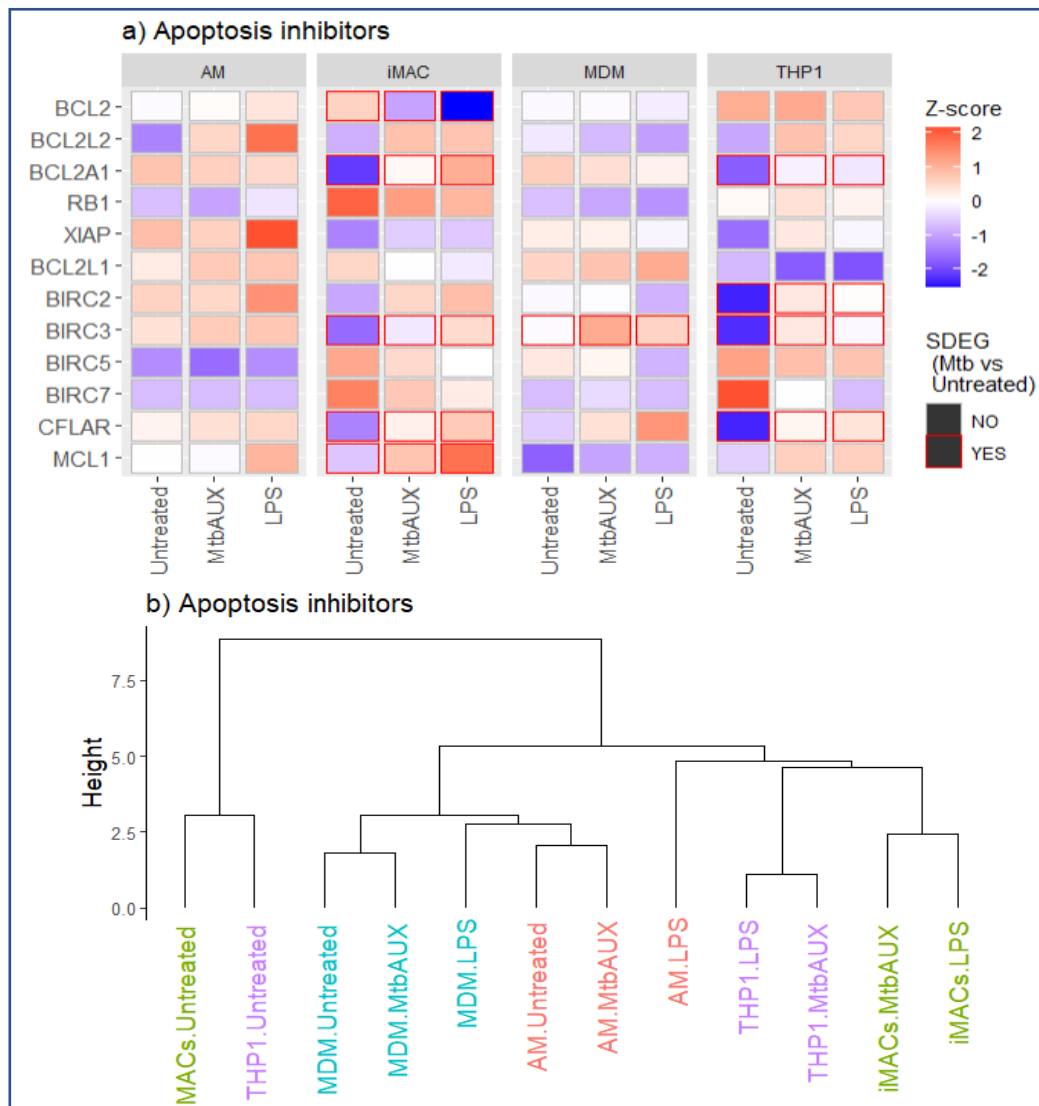 a) Apoptosis inhibitors
AM iMAC MDM THP1
BCL2
BCL2L2
BCL2A1
RB1
XIAP
BCL2L1
BIRC2
BIRC3
BIRC5
BIRC7
CFLAR
MCL1
Untreated MtbAUX LPS Untreated MtbAUX LPS Untreated MtbAUX LPS Untreated MtbAUX LPS
Z-score
2
1
0
-1
-2
SDEG
(Mtb vs
Untreated)
NO
YES
b) Apoptosis inhibitors
Height
7.5
5.0
2.5
0.0
MACs.Untreated
THP1.Untreated
MDM.Untreated
MDM.MtbAUX
MDM.LPS
AM.Untreated
AM.MtbAUX
AM.LPS
THP1.LPS
THP1.MtbAUX
iMACs.MtbAUX
iMACs.LPS